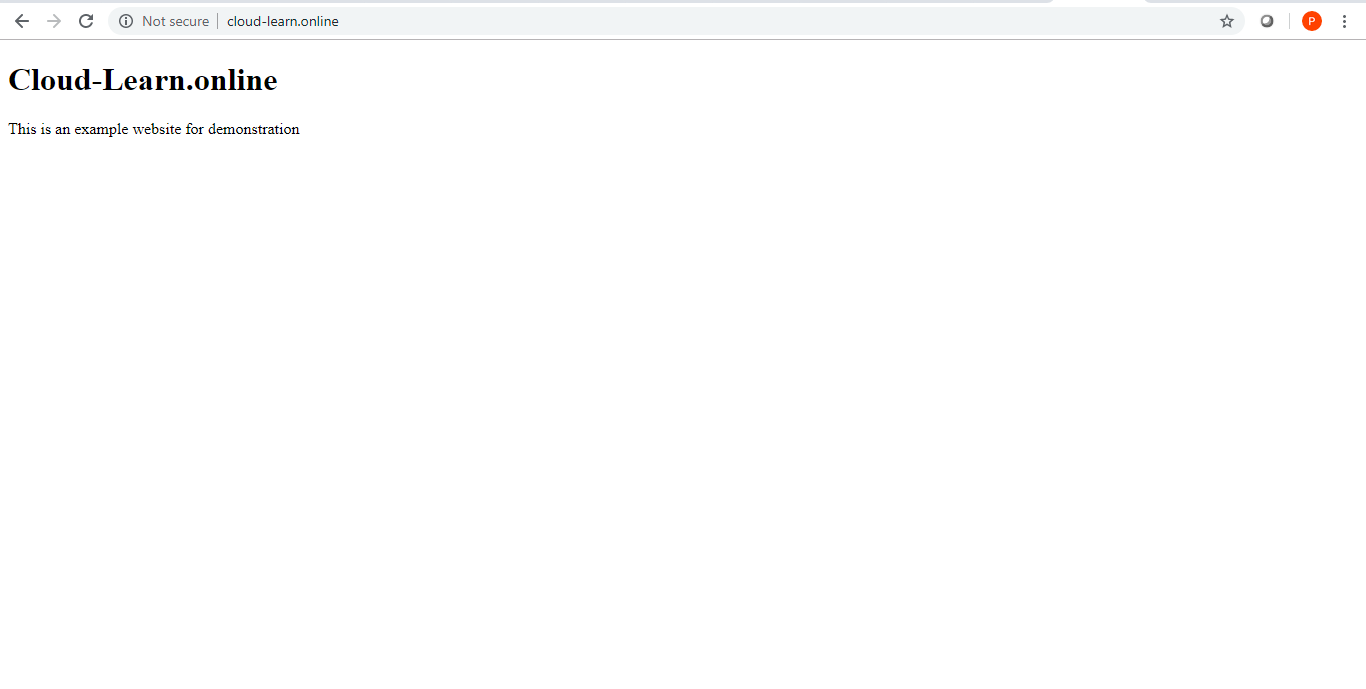 Not secure | cloud-learn.online
P
Cloud-Learn.online
This is an example website for demonstration